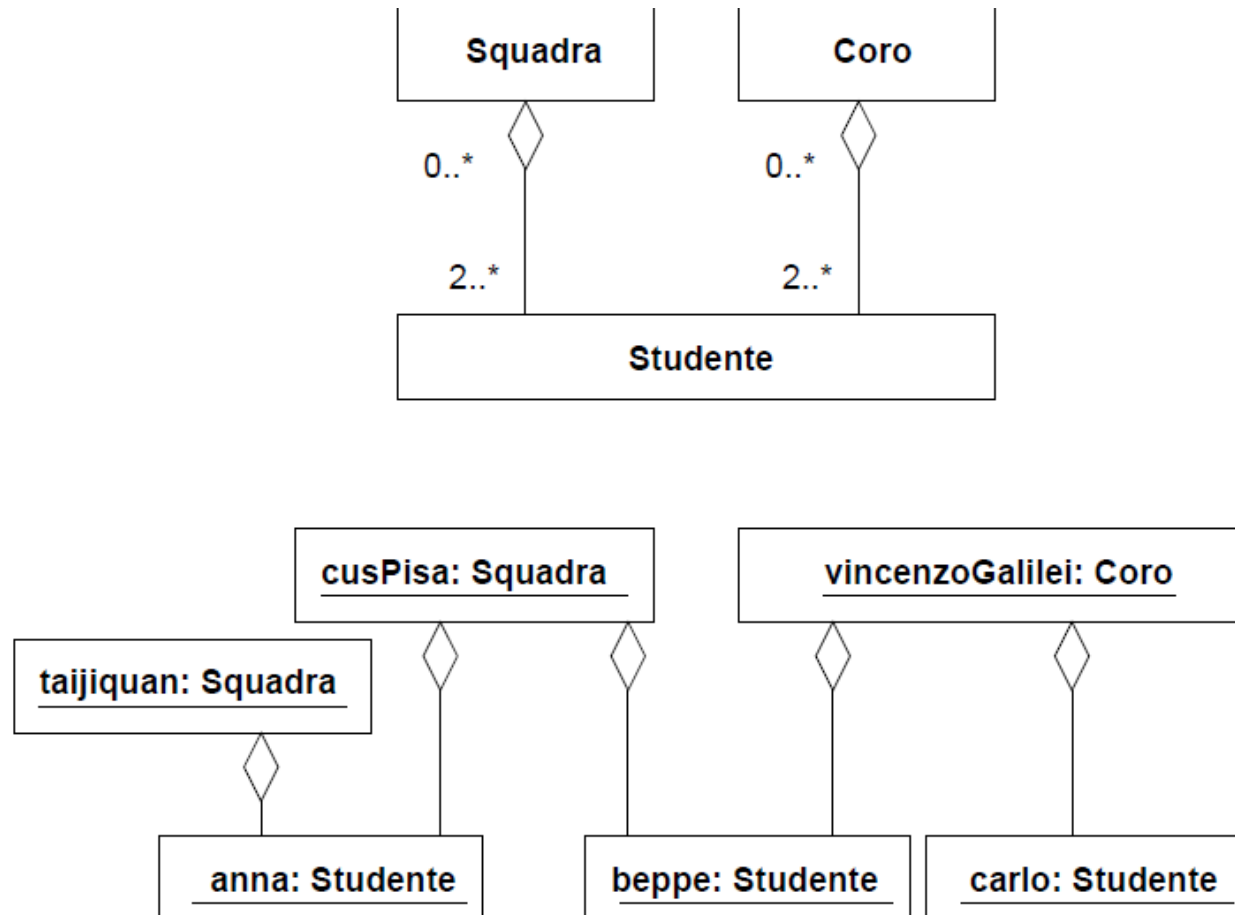 Squadra
Coro
0..*
0..*
2..*
2..*
Studente
cusPisa: Squadra
vincenzoGalilei: Coro
taijiquan: Squadra
anna: Studente
beppe: Studente
carlo: Studente